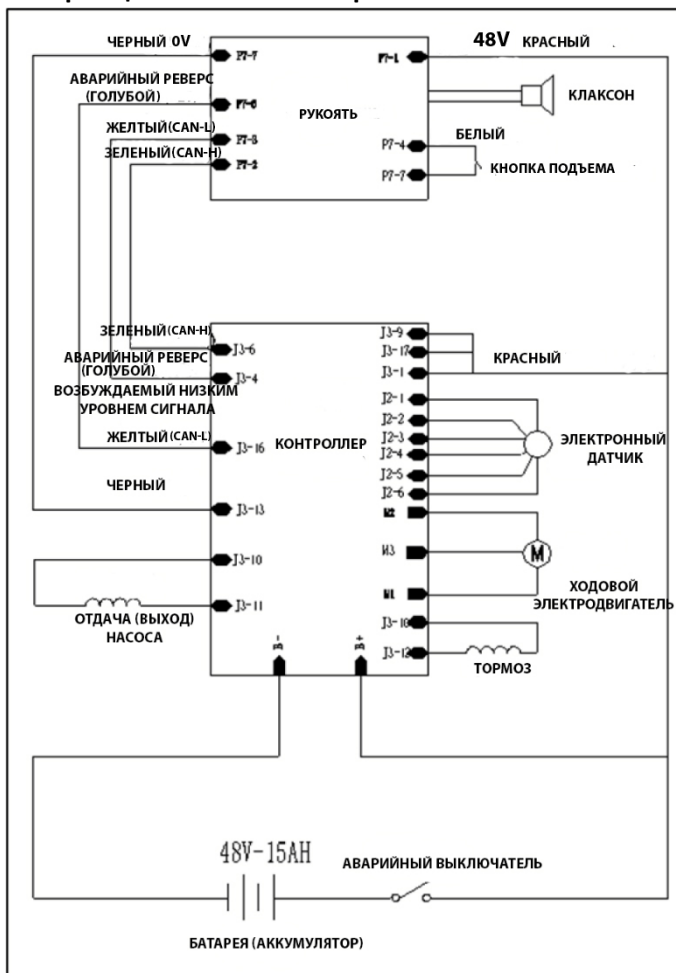 ЧЕРНЫЙ 0V
P7-7
48V КРАСНЫЙ
P7-1
АВАРИЙНЫЙ РЕВЕРС
(ГОЛУБОЙ)
P7-6
РУКОЯТЬ
КЛАКСОН
ЖЕЛТЫЙ(CAN-L)
P7-3
БЕЛЫЙ
P7-4
ЗЕЛЕНЫЙ(CAN-H)
P7-2
КНОПКА ПОДЪЕМА
P7-7
ЗЕЛЕНЫЙ(CAN-H)
J3-6
J3-9
J3-17
АВАРИЙНЫЙ РЕВЕРС
(ГОЛУБОЙ)
J3-4
КРАСНЫЙ
J3-1
ВОЗБУЖДАЕМЫЙ НИЗКИМ
УРОВНЕМ СИГНАЛА
J2-1
J2-2
ЖЕЛТЫЙ(CAN-L)
J3-16
КОНТРОЛЛЕР
J2-3
J2-4
ЭЛЕКТРОННЫЙ
ДАТЧИК
J2-5
J2-6
ЧЕРНЫЙ
J3-13
M2
J3-10
M3
M
J3-11
M1
ХОДОВОЙ
ЭЛЕКТРОДВИГАТЕЛЬ
ОТДАЧА (ВЫХОД)
НАСОСА
J3-10
J3-12
ТОРМОЗ
B-
B+
48V-15AH
АВАРИЙНЫЙ ВЫКЛЮЧАТЕЛЬ
БАТАРЕЯ (АККУМУЛЯТОР)